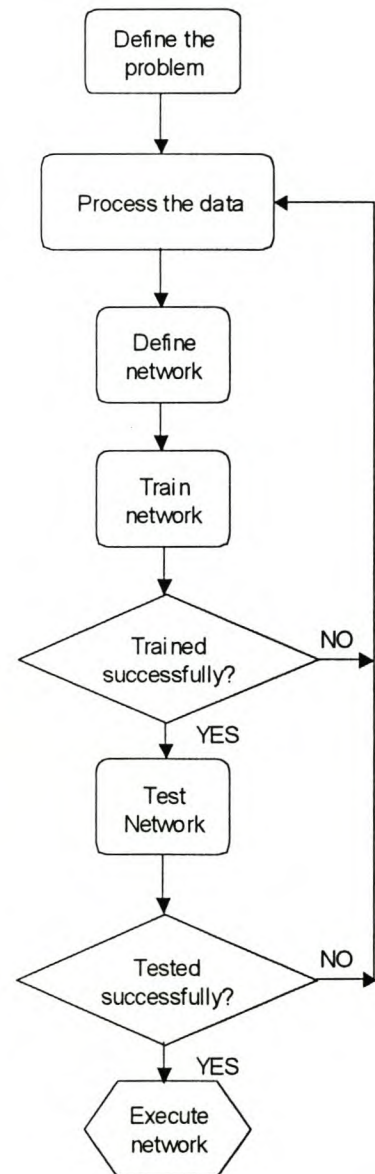 Define the
problem
Process the data
Define
network
Train
network
Trained
successfully?
NO
YES
Test
Network
Tested
successfully?
NO
YES
Execute
network